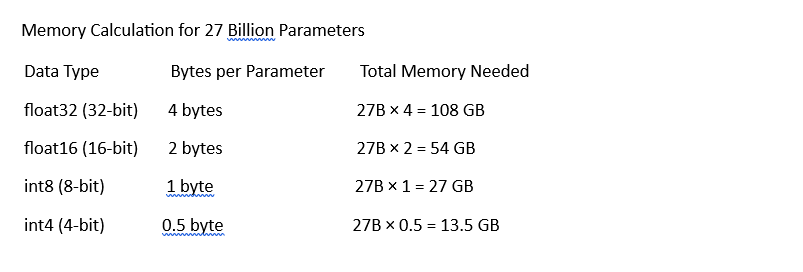 Memory Calculation for 27 Billion Parameters
Data Type Bytes per Parameter Total Memory Needed
float32 (32-bit) 4 bytes 27B × 4 = 108 GB
float16 (16-bit) 2 bytes 27B × 2 = 54 GB
int8 (8-bit) 1 byte 27B × 1 = 27 GB
int4 (4-bit) 0.5 byte 27B × 0.5 = 13.5 GB